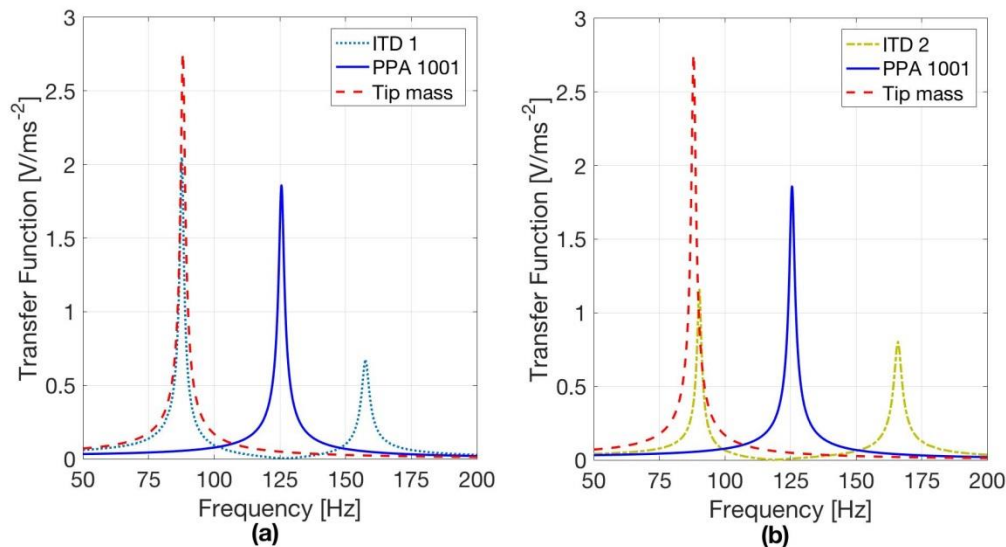 3
2.5
2
1.5
1
0.5
0
Transfer Function [V/ms⁻²]
ITD 1
PPA 1001
Tip mass
50 75 100 125 150 175 200
Frequency [Hz]
(a)
3
2.5
2
1.5
1
0.5
0
Transfer Function [V/ms⁻²]
ITD 2
PPA 1001
Tip mass
50 75 100 125 150 175 200
Frequency [Hz]
(b)